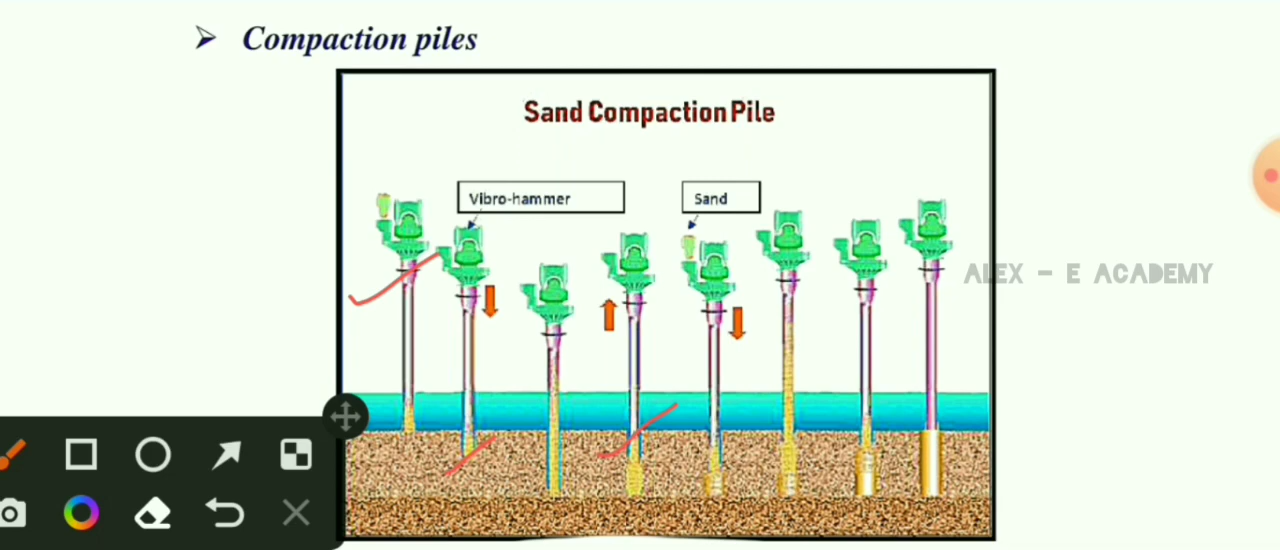 Compaction piles
Sand Compaction Pile
Vibro-hammer
Sand
ALEX - E ACADEMY